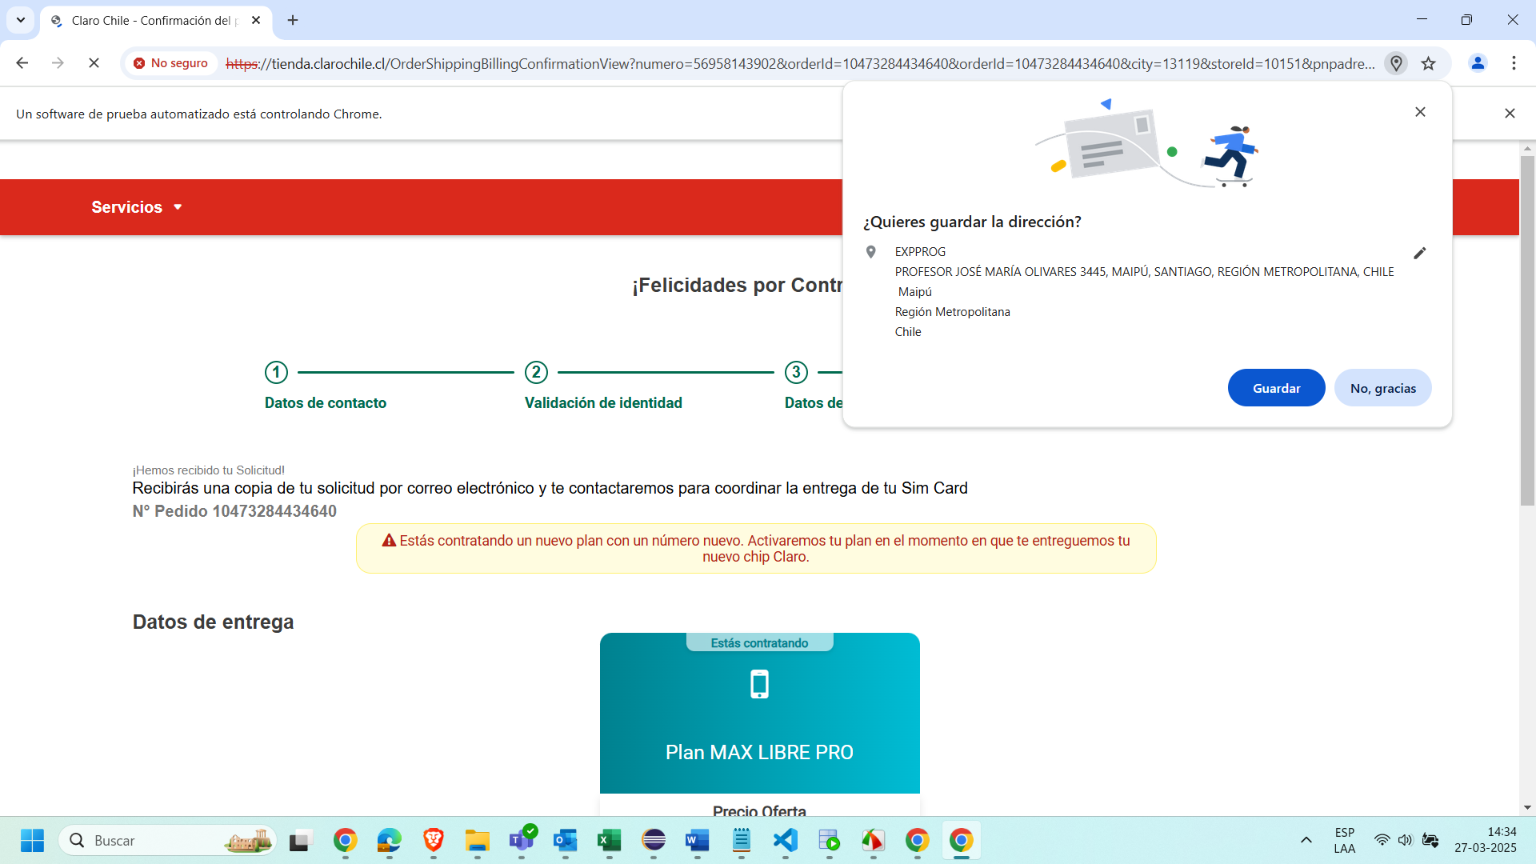 Claro Chile - Confirmación del p
No seguro
https://tienda.clarochile.cl/OrderShippingBillingConfirmationView?numero=56958143902&orderId=10473284434640&orderId=10473284434640&city=13119&storeId=10151&pnpadre...
Un software de prueba automatizado está controlando Chrome.
¿Quieres guardar la dirección?
EXPPROG
PROFESOR JOSÉ MARÍA OLIVARES 3445, MAIPÚ, SANTIAGO, REGIÓN METROPOLITANA, CHILE
Maipú
Región Metropolitana
Chile
Guardar
No, gracias
Servicios
¡Felicidades por Contr
1
2
3
Datos de contacto
Validación de identidad
Datos de
¡Hemos recibido tu Solicitud!
Recibirás una copia de tu solicitud por correo electrónico y te contactaremos para coordinar la entrega de tu Sim Card
N° Pedido 10473284434640
Estás contratando un nuevo plan con un número nuevo. Activaremos tu plan en el momento en que te entreguemos tu
nuevo chip Claro.
Datos de entrega
Estás contratando
Plan MAX LIBRE PRO
Precio Oferta
Buscar
ESP
LAA
14:34
27-03-2025